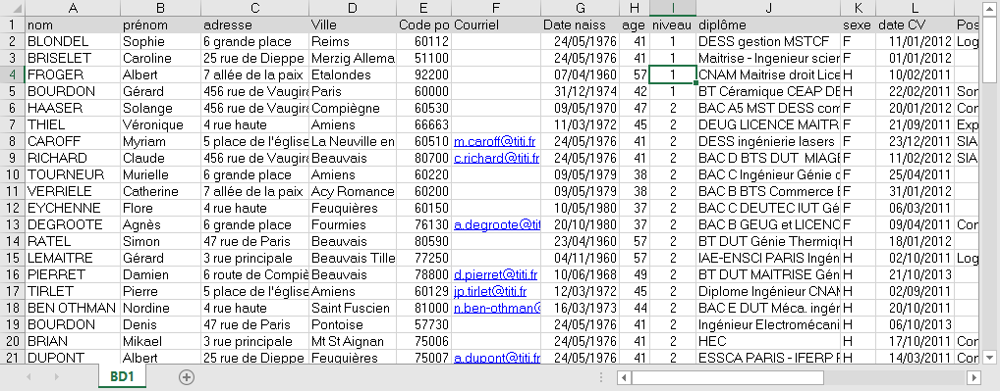 A B C D E F G H I J K L
1 nom prénom adresse Ville Code po Courriel Date naiss age niveau diplôme sexe date CV Pos
2 BLONDEL Sophie 6 grande place Reims 60112 24/05/1976 41 1 DESS gestion MSTCF F 11/01/2012 Log
3 BRISELET Caroline 25 rue de Dieppe Merzig Allema 51100 24/05/1976 41 1 Maitrise - Ingenieur scier F 01/01/2012
4 FROGER Albert 7 allée de la paix Etalondes 92200 07/04/1960 57 1 CNAM Maitrise droit Lice H 10/02/2011
5 BOURDON Gérard 456 rue de Vaugira Paris 60000 31/12/1974 42 1 BT Céramique CEAP DE H 22/02/2011 Sor
6 HAASER Solange 456 rue de Vaugira Compiègne 60530 09/05/1970 47 2 BAC A5 MST DESS com F 20/01/2012 Cor
7 THIEL Véronique 4 rue haute Amiens 66663 11/03/1972 45 2 DEUG LICENCE MAITR F 21/09/2011 Exp
8 CAROFF Myriam 5 place de l'église La Neuville en 60510 m.caroff@titi.fr 24/05/1976 41 2 DESS ingénierie lasers F 23/12/2011 SIA
9 RICHARD Claude 456 rue de Vaugira Beauvais 80700 c.richard@titi.fr 24/05/1976 41 2 BAC D BTS DUT MIAGE F 11/02/2012 SIA
10 TOURNEUR Murielle 6 grande place Amiens 60220 09/05/1979 38 2 BAC C Ingénieur Génie c F 25/04/2011
11 VERRIELE Catherine 7 allée de la paix Acy Romance 60200 09/05/1979 38 2 BAC B BTS Commerce E F 31/01/2012
12 EYCHENNE Flore 4 rue haute Feuquières 60150 10/05/1980 37 2 BAC C DEUTEC IUT Gé F 06/03/2011
13 DEGROOTE Agnès 6 grande place Fourmies 76130 a.degroote@tit 20/10/1980 37 2 BAC B GEUG et LICENC F 09/04/2011 Cor
14 RATEL Simon 47 rue de Paris Beauvais 80590 23/04/1960 57 2 BT DUT Génie Thermiqu H 18/01/2012
15 LEMAITRE Gérard 3 rue principale Beauvais Tille 77250 04/11/1960 57 2 IAE-ENSCI PARIS Ingén H 02/10/2011 Log
16 PIERRET Damien 6 route de Compiè Beauvais 78800 d.pierret@titi.fr 10/06/1968 49 2 BT DUT MAITRISE Gén H 21/10/2013
17 TIRLET Pierre 5 place de l'église Amiens 60129 jp.tirlet@titi.fr 12/03/1972 45 2 Diplome Ingénieur CNAM H 02/09/2011
18 BEN OTHMAN Nordine 4 rue haute Saint Fuscien 81000 n.ben-othman@ 16/03/1973 44 2 BAC E DUT Méca. ingér H 20/10/2011
19 BOURDON Denis 47 rue de Paris Pontoise 57730 24/05/1976 41 2 Ingénieur Electromécani H 06/10/2013
20 BRIAN Mikael 3 rue principale Mt St Aignan 75006 24/05/1976 41 2 HEC H 17/10/2011 Cor
21 DUPONT Albert 25 rue de Dieppe Feuquières 75007 a.dupont@titi.fr 24/05/1976 41 2 ESSCA PARIS - IFERP F H 14/03/2011 Cor
BD1